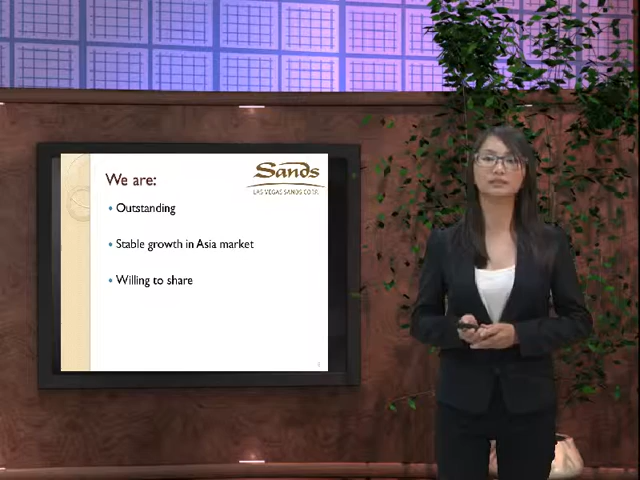 Sands
LAS VEGAS SANDS CORP.
We are:
• Outstanding
• Stable growth in Asia market
• Willing to share